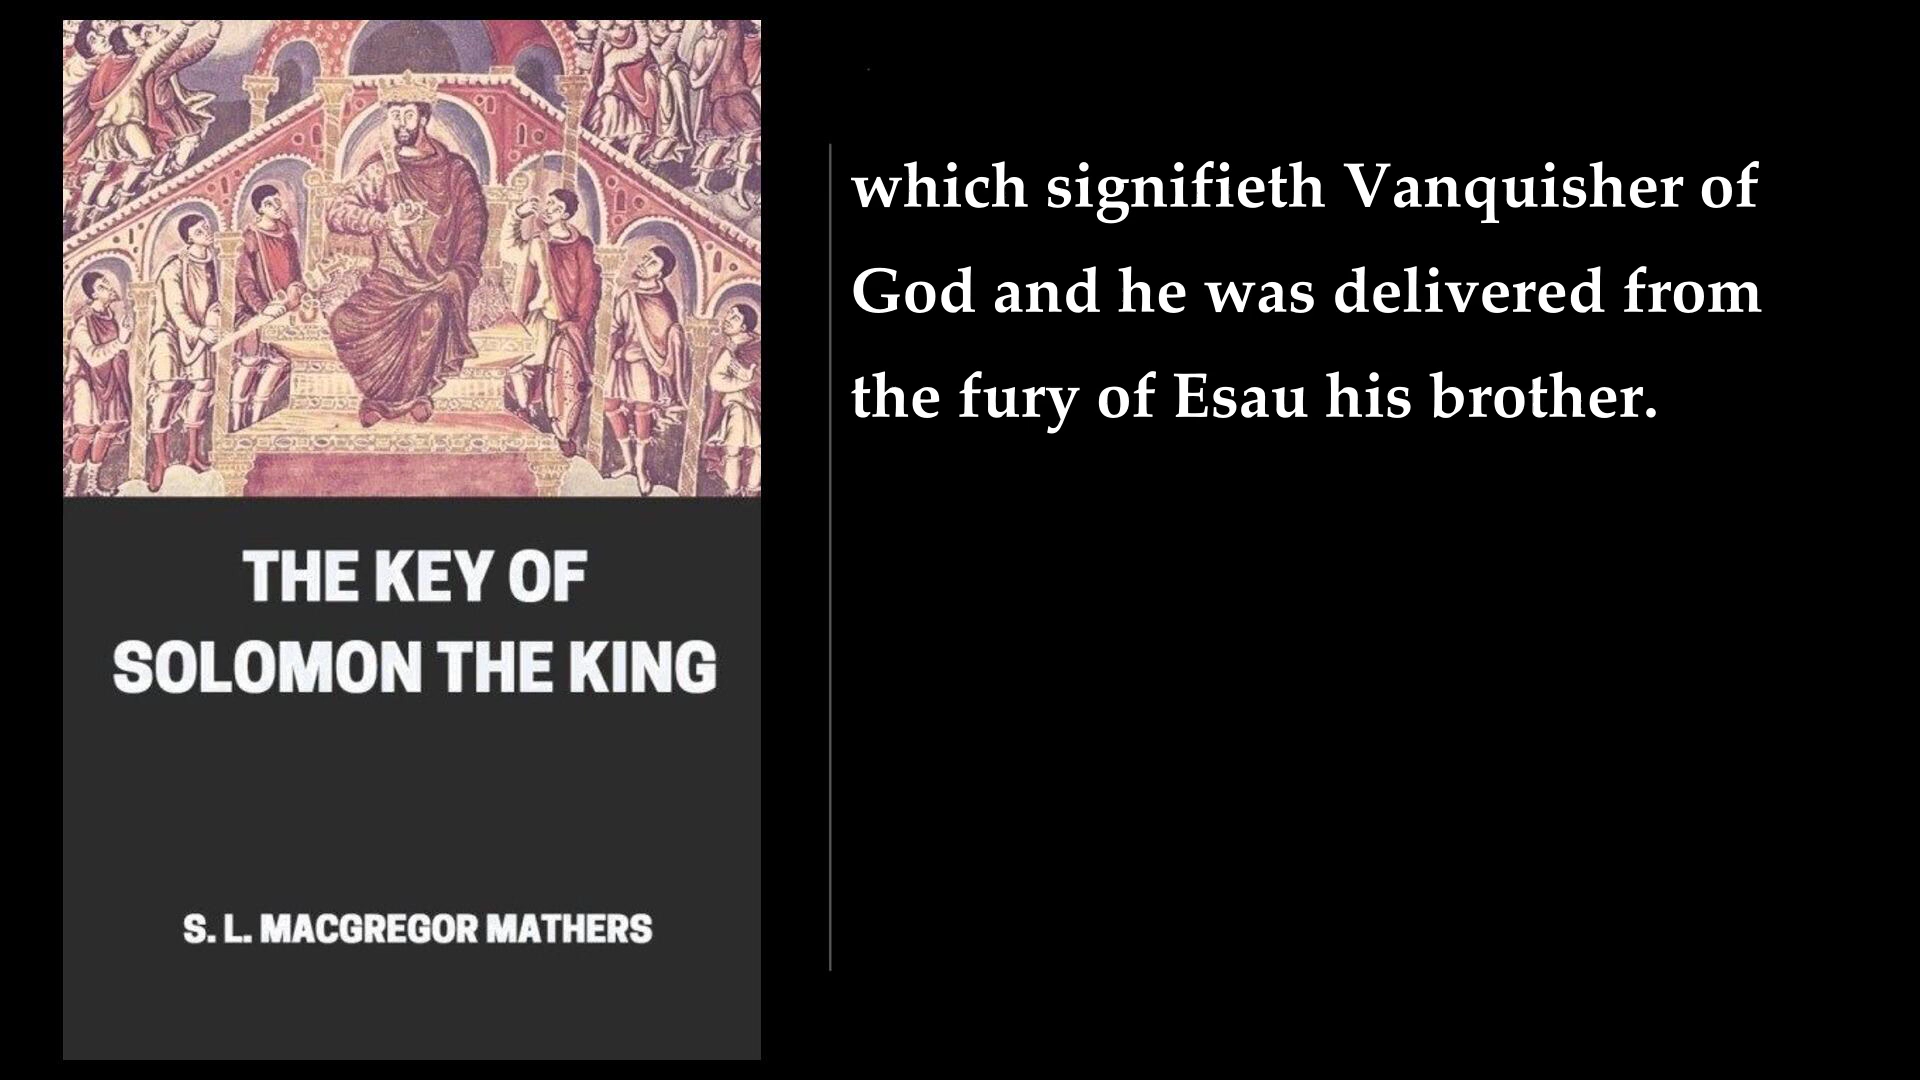 THE KEY OF
SOLOMON THE KING
S. L. MACGREGOR MATHERS
which signifieth Vanquisher of
God and he was delivered from
the fury of Esau his brother.